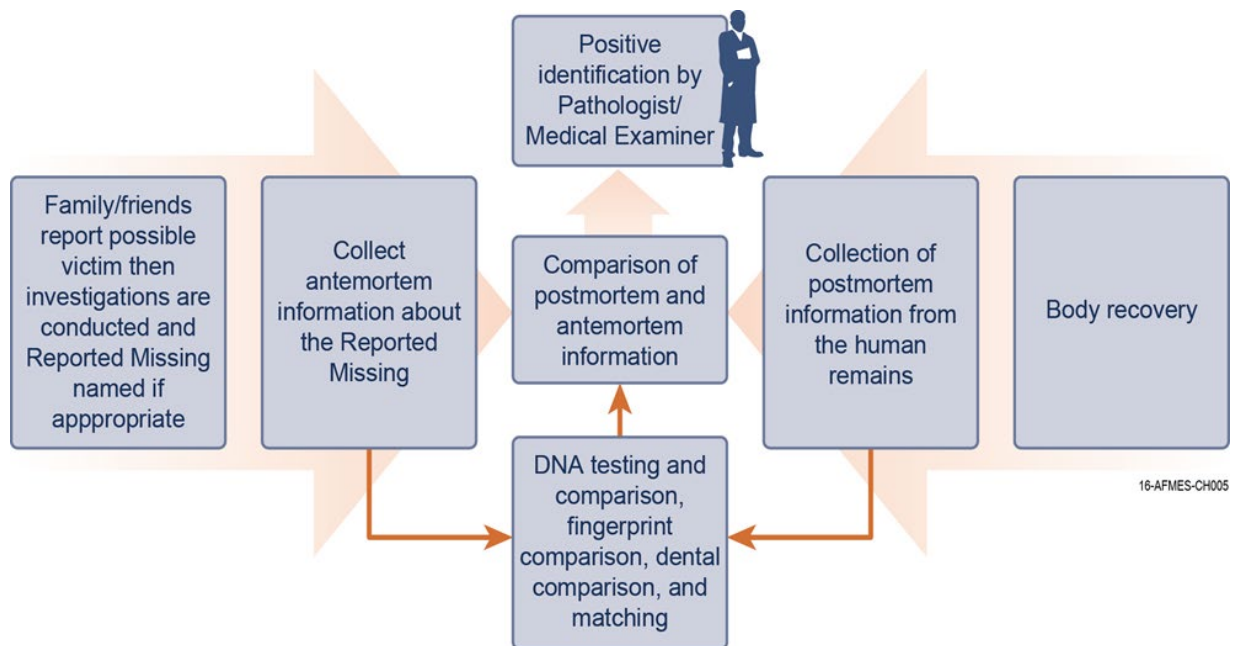 Positive
identification by
Pathologist/
Medical Examiner
Family/friends
report possible
victim then
investigations are
conducted and
Reported Missing
named if
apppropriate
Collect
antemortem
information about
the Reported
Missing
Comparison of
postmortem and
antemortem
information
Collection of
postmortem
information from
the human
remains
Body recovery
DNA testing and
comparison,
fingerprint
comparison, dental
comparison, and
matching
16-AFMES-CH005